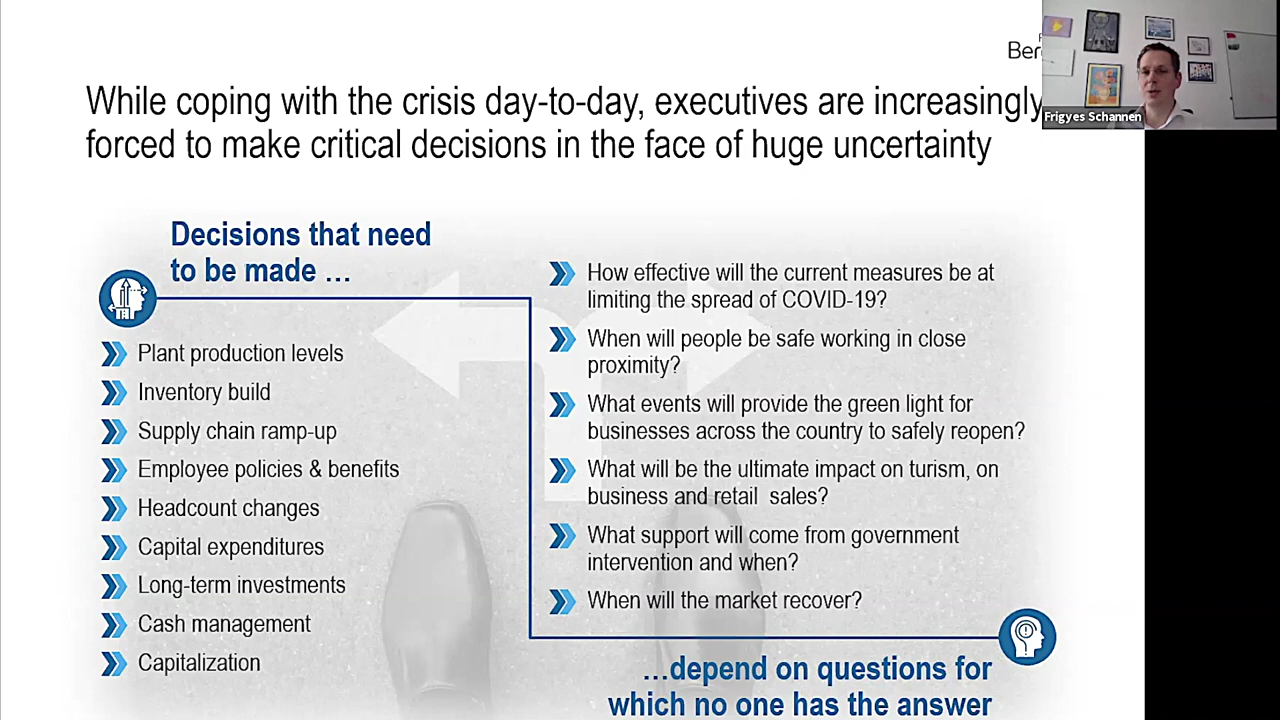 While coping with the crisis day-to-day, executives are increasingly
forced to make critical decisions in the face of huge uncertainty
Frigyes Schannen
Decisions that need
to be made …
Plant production levels
Inventory build
Supply chain ramp-up
Employee policies & benefits
Headcount changes
Capital expenditures
Long-term investments
Cash management
Capitalization
How effective will the current measures be at
limiting the spread of COVID-19?
When will people be safe working in close
proximity?
What events will provide the green light for
businesses across the country to safely reopen?
What will be the ultimate impact on turism, on
business and retail sales?
What support will come from government
intervention and when?
When will the market recover?
…depend on questions for
which no one has the answer